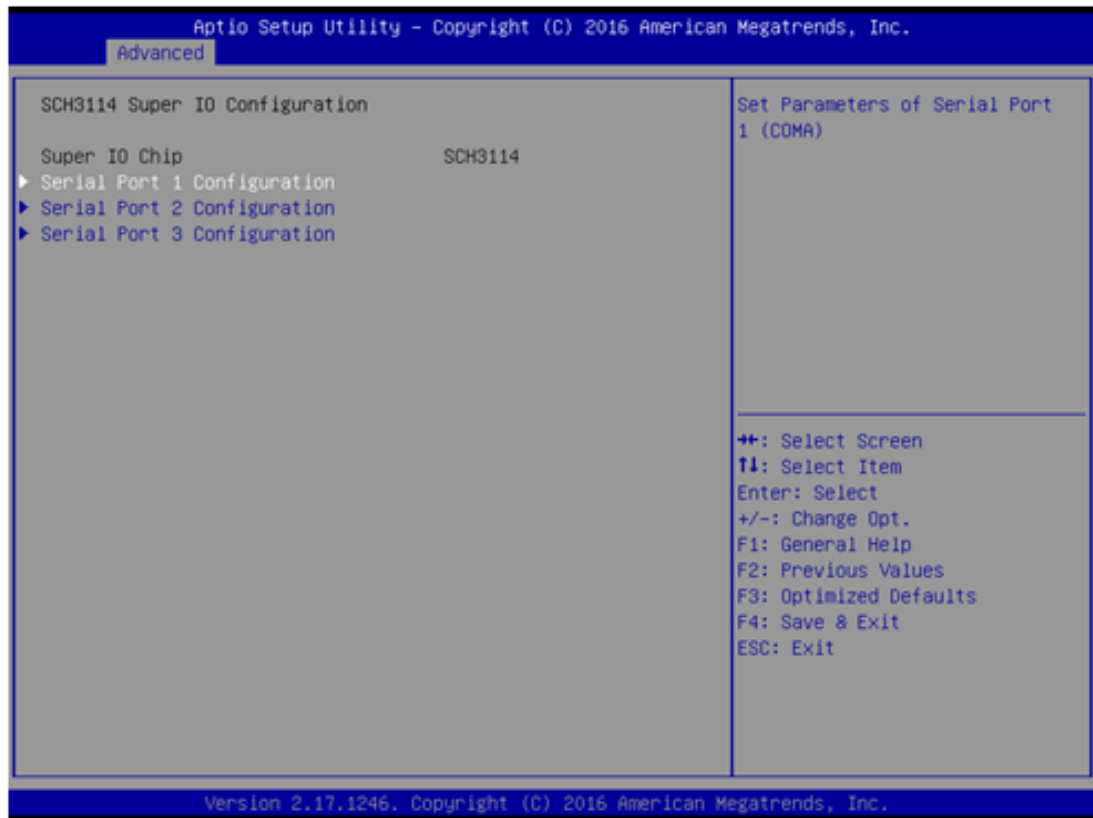 Aptio Setup Utility – Copyright (C) 2016 American Megatrends, Inc.
Advanced
SCH3114 Super IO Configuration
Super IO Chip SCH3114
Serial Port 1 Configuration
Serial Port 2 Configuration
Serial Port 3 Configuration
Set Parameters of Serial Port
1 (COMA)
→←: Select Screen
↑↓: Select Item
Enter: Select
+/-: Change Opt.
F1: General Help
F2: Previous Values
F3: Optimized Defaults
F4: Save & Exit
ESC: Exit
Version 2.17.1246. Copyright (C) 2016 American Megatrends, Inc.